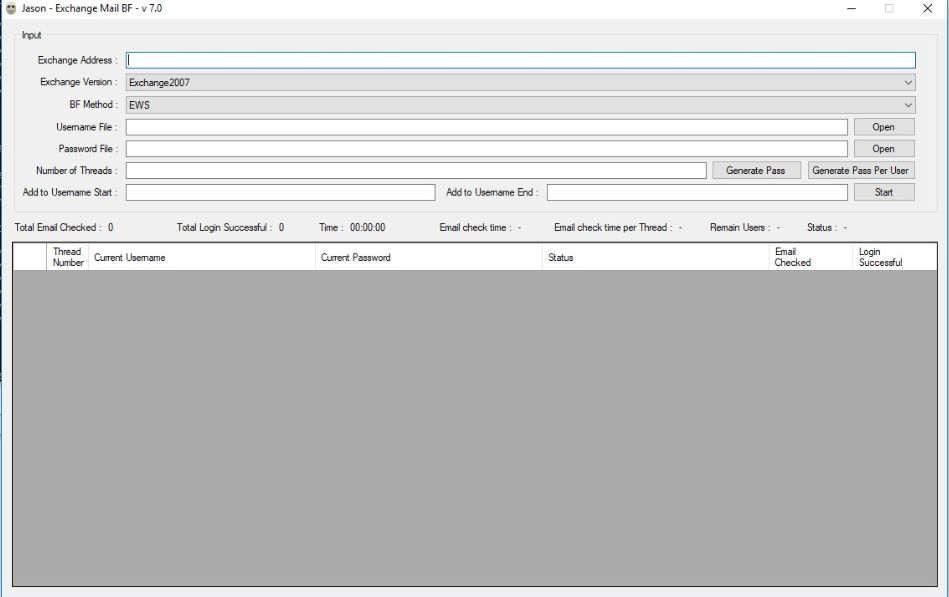 Jason - Exchange Mail BF - v 7.0
Input
Exchange Address :
Exchange Version : Exchange2007
BF Method : EWS
Username File : Open
Password File : Open
Number of Threads : Generate Pass Generate Pass Per User
Add to Username Start : Add to Username End : Start
Total Email Checked : 0 Total Login Successful : 0 Time : 00:00:00 Email check time : - Email check time per Thread : - Remain Users : - Status : -
Thread Number Current Username Current Password Status Email Checked Login Successful